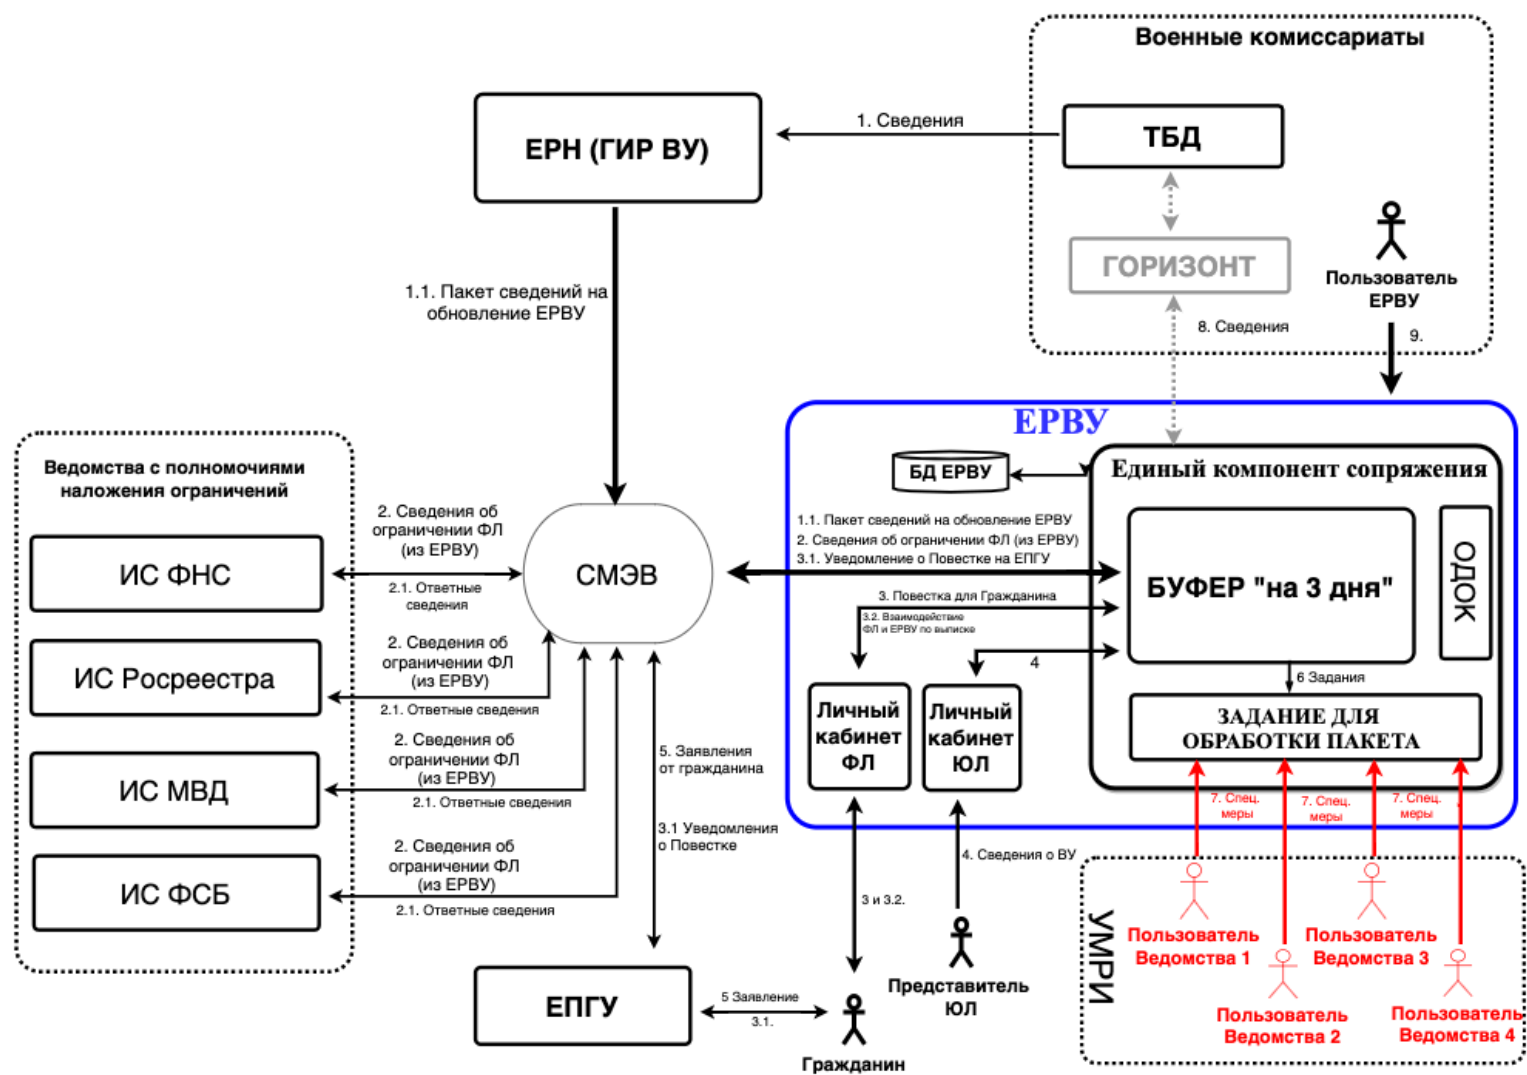 Военные комиссариаты
ЕРН (ГИР ВУ)
1. Сведения
ТБД
ГОРИЗОНТ
Пользователь
ЕРВУ
1.1. Пакет сведений на
обновление ЕРВУ
8. Сведения
9.
ЕРВУ
Ведомства с полномочиями
наложения ограничений
БД ЕРВУ
Единый компонент сопряжения
2. Сведения об
ограничении ФЛ
(из ЕРВУ)
1.1. Пакет сведений на обновление ЕРВУ
2. Сведения об ограничении ФЛ (из ЕРВУ)
3.1. Уведомление о Повестке на ЕПГУ
ИС ФНС
СМЭВ
БУФЕР "на 3 дня"
ОДОК
2.1. Ответные
сведения
3. Повестка для Гражданина
3.2. Взаимодействие
ФЛ и ЕРВУ по выписке
2. Сведения об
ограничении ФЛ
(из ЕРВУ)
4
ИС Росреестра
6 Задания
2.1. Ответные сведения
Личный
кабинет
ФЛ
Личный
кабинет
ЮЛ
ЗАДАНИЕ ДЛЯ
ОБРАБОТКИ ПАКЕТА
2. Сведения об
ограничении ФЛ
(из ЕРВУ)
5. Заявления
от гражданина
ИС МВД
2.1. Ответные сведения
7. Спец.
меры
7. Спец.
меры
7. Спец.
меры
3.1 Уведомления
о Повестке
2. Сведения об
ограничении ФЛ
(из ЕРВУ)
4. Сведения о ВУ
ИС ФСБ
2.1. Ответные сведения
3 и 3.2.
УМРИ
Пользователь
Ведомства 1
Пользователь
Ведомства 3
Представитель
ЮЛ
ЕПГУ
5 Заявление
3.1.
Пользователь
Ведомства 2
Пользователь
Ведомства 4
Гражданин